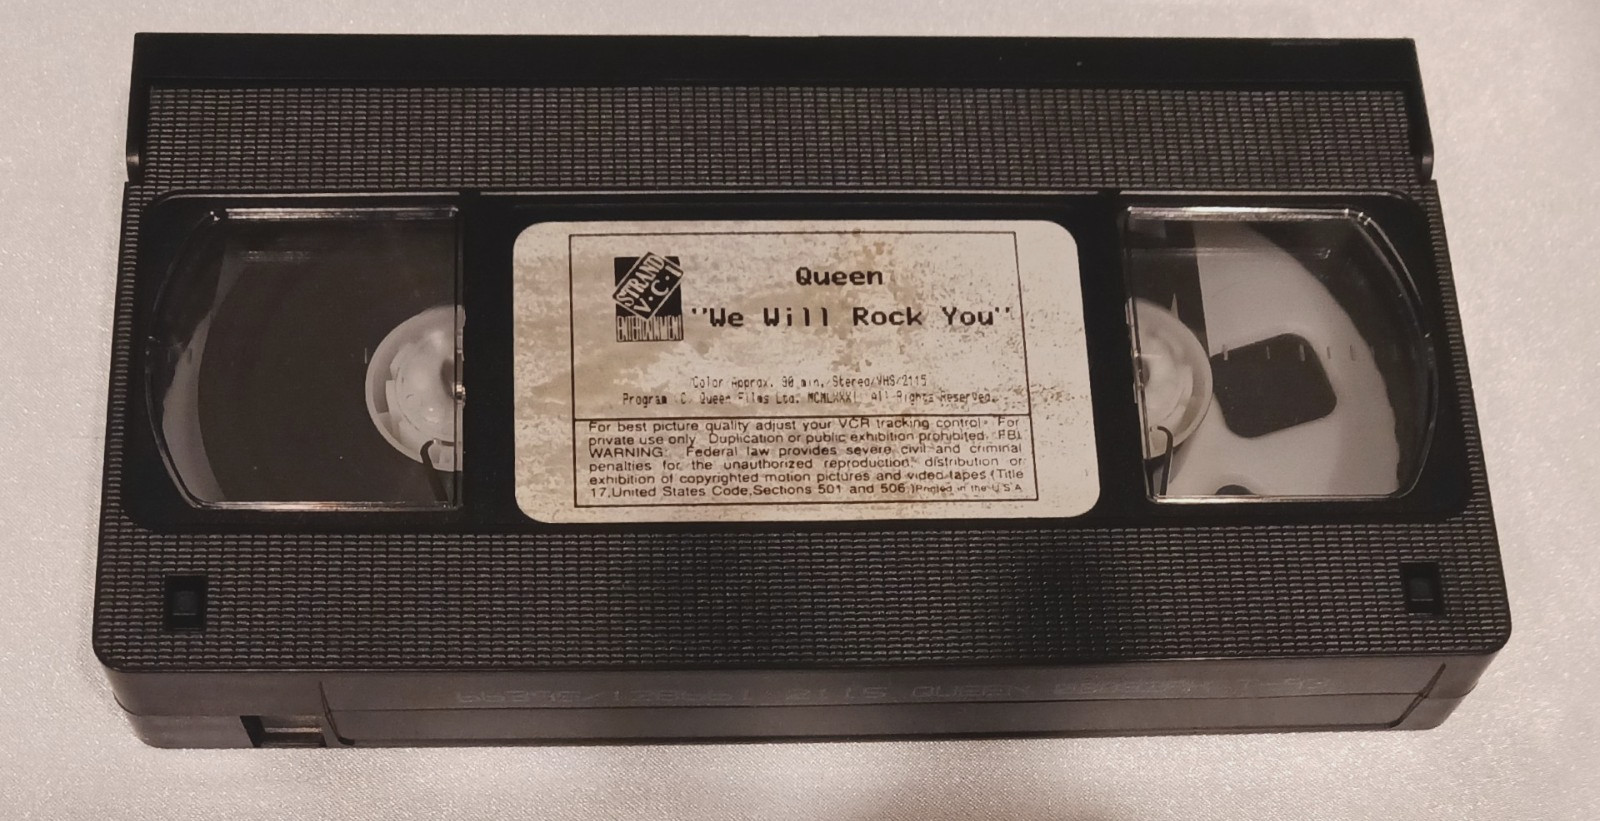 STRAND
V.C.I
ENTERTAINMENT
Queen
"We Will Rock You"
Color Approx. 90 min. Stereo/VHS/2115
Program C Queen Films Ltd. MCMLXXXI All Rights Reserved.
For best picture quality adjust your VCR tracking control. For
private use only. Duplication or public exhibition prohibited. FBI
WARNING: Federal law provides severe civil and criminal
penalties for the unauthorized reproduction, distribution or
exhibition of copyrighted motion pictures and video tapes (Title
17,United States Code,Sections 501 and 506.)Printed in the U.S.A.
2115 QUEEN